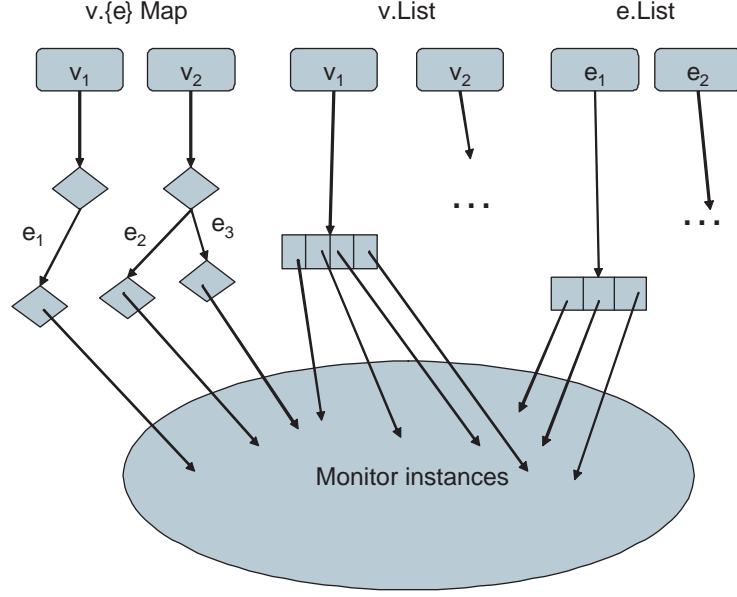 v.{e} Map v.List e.List
v₁ v₂ v₁ v₂ e₁ e₂
...
...
e₁ e₂ e₃
Monitor instances